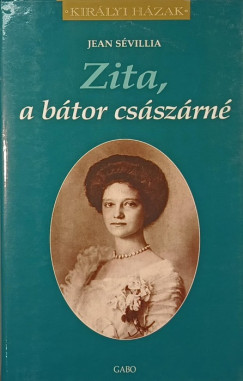 • KIRÁLYI HÁZAK •
JEAN SÉVILLIA
Zita,
a bátor császárné
GABO